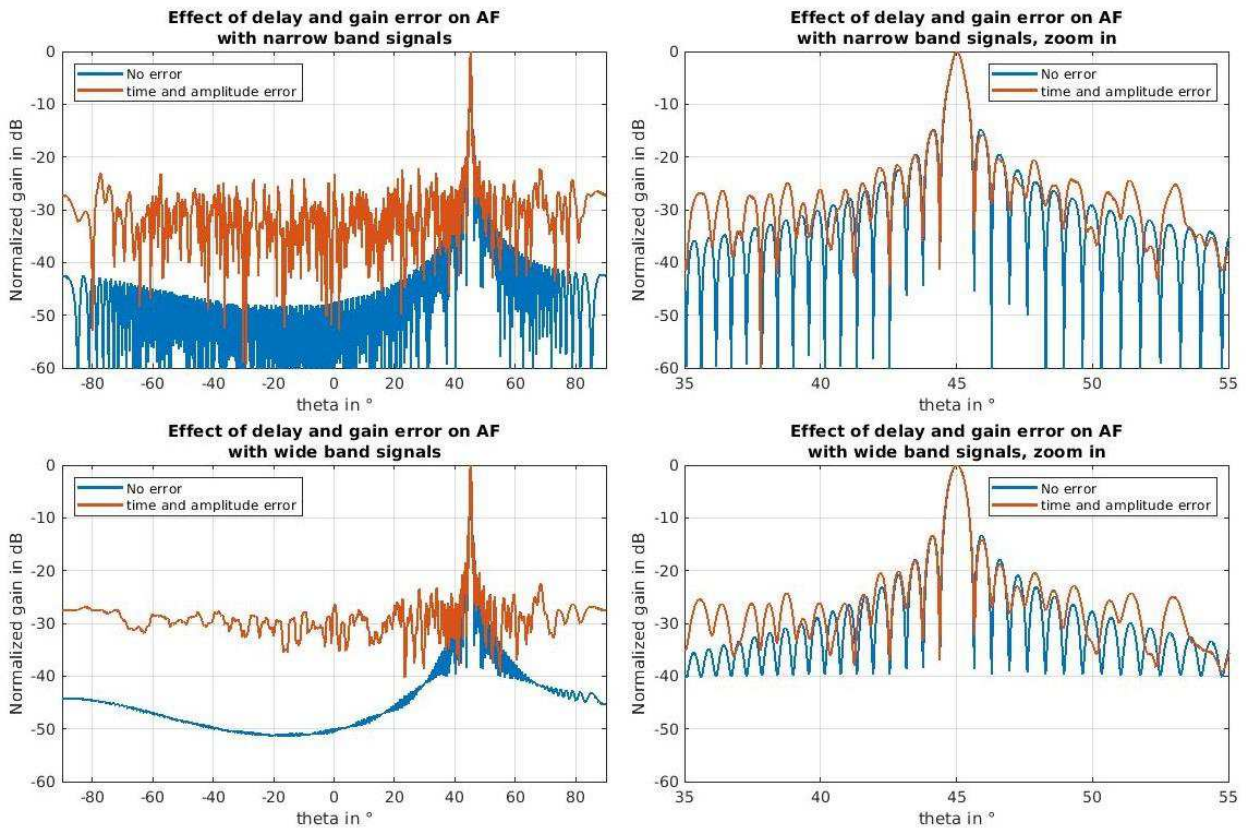 Effect of delay and gain error on AF
with narrow band signals
No error
time and amplitude error
Normalized gain in dB
0
-10
-20
-30
-40
-50
-60
-80
-60
-40
-20
0
20
40
60
80
theta in °
Effect of delay and gain error on AF
with narrow band signals, zoom in
No error
time and amplitude error
Normalized gain in dB
0
-10
-20
-30
-40
-50
-60
35
40
45
50
55
theta in °
Effect of delay and gain error on AF
with wide band signals
No error
time and amplitude error
Normalized gain in dB
0
-10
-20
-30
-40
-50
-60
-80
-60
-40
-20
0
20
40
60
80
theta in °
Effect of delay and gain error on AF
with wide band signals, zoom in
No error
time and amplitude error
Normalized gain in dB
0
-10
-20
-30
-40
-50
-60
35
40
45
50
55
theta in °